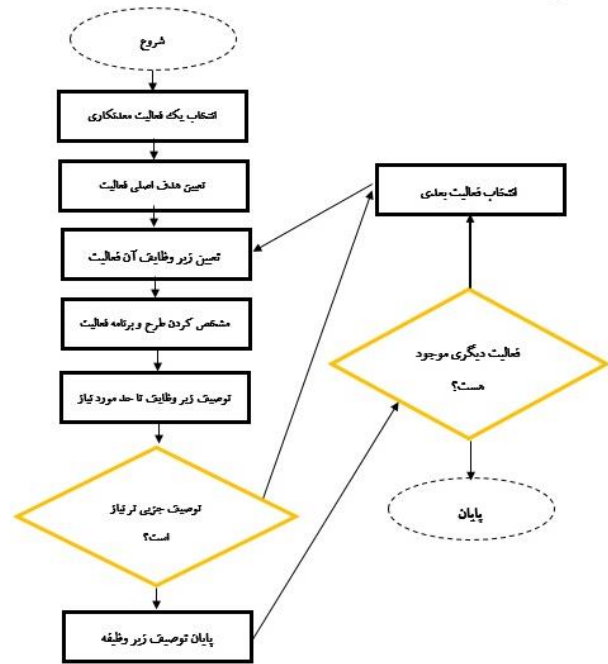 شروع
انتخاب یک فعالیت معدنکاری
تعیین هدف اصلی فعالیت
تعیین زیر وظایف آن فعالیت
مشخص کردن طرح و برنامه فعالیت
توصیف زیر وظایف تا حد مورد نیاز
توصیف جزیی تر نیاز
است؟
پایان توصیف زیر وظیفه
انتخاب فعالیت بعدی
فعالیت دیگری موجود
هست؟
پایان